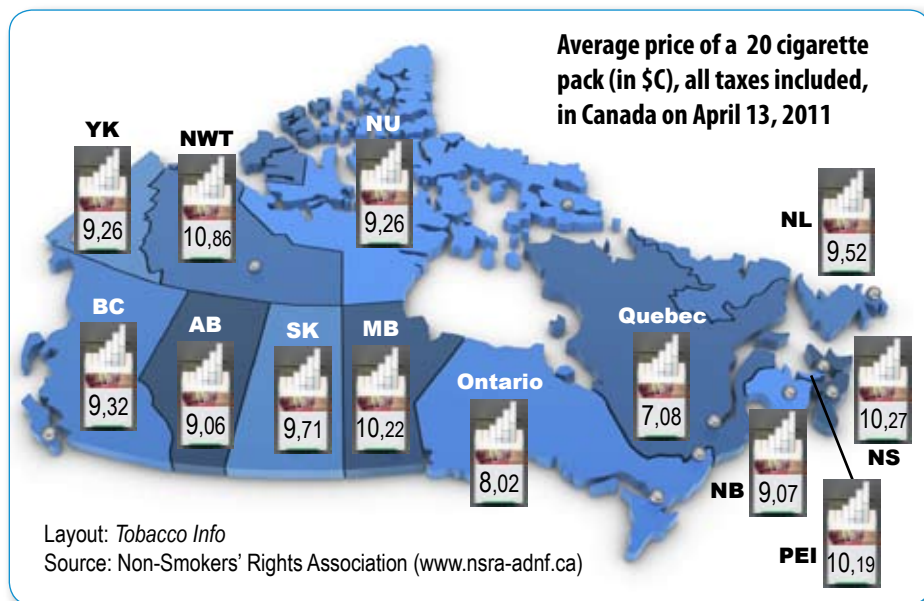 Average price of a 20 cigarette
pack (in $C), all taxes included,
in Canada on April 13, 2011
YK
9,26
NWT
10,86
NU
9,26
NL
9,52
BC
9,32
AB
9,06
SK
9,71
MB
10,22
Ontario
8,02
Quebec
7,08
NB
9,07
PEI
10,19
10,27
NS
Layout: Tobacco Info
Source: Non-Smokers' Rights Association (www.nsra-adnf.ca)